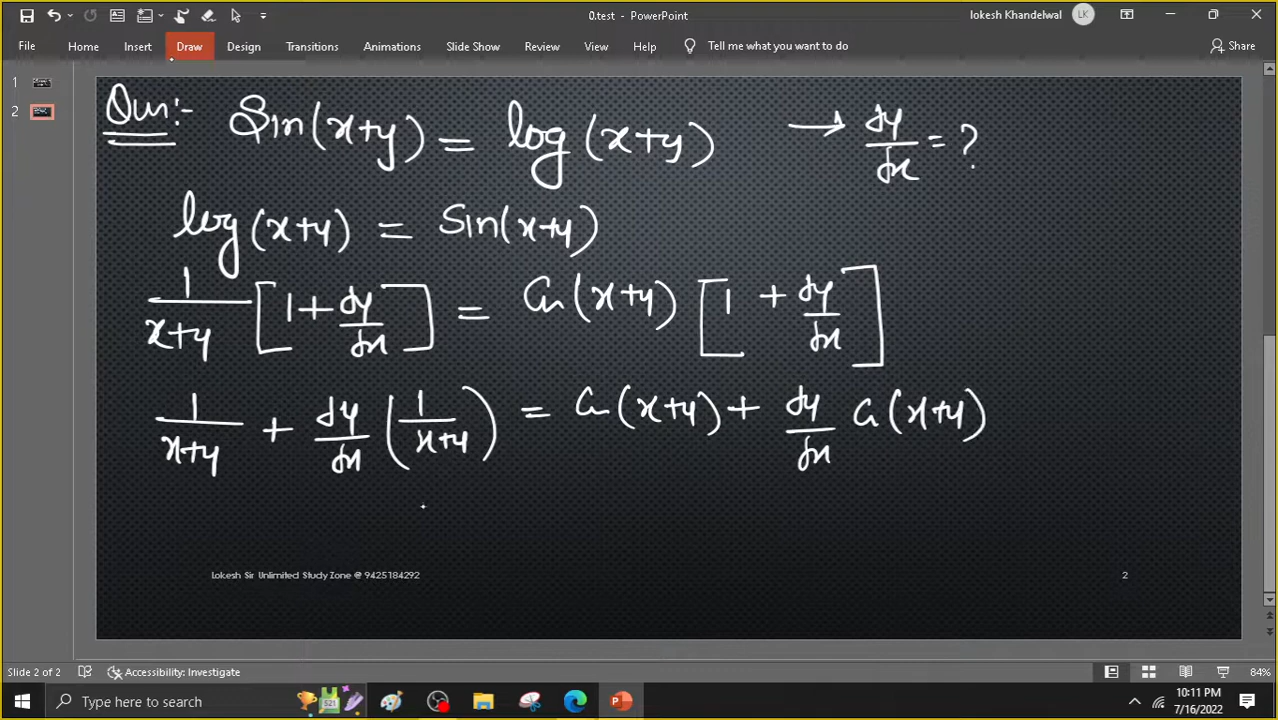 0.test - PowerPoint
lokesh Khandelwal LK
File Home Insert Draw Design Transitions Animations Slide Show Review View Help Tell me what you want to do Share
1
2
Qun:- Sin(x+y) = log(x+y) → dy/dx = ?
log(x+y) = Sin(x+y)
1/(x+y) [1 + dy/dx] = Cos(x+y) [1 + dy/dx]
1/(x+y) + dy/dx (1/(x+y)) = Cos(x+y) + dy/dx Cos(x+y)
Lokesh Sir Unlimited Study Zone @ 9425184292 2
Slide 2 of 2 Accessibility: Investigate 84%
Type here to search
10:11 PM
7/16/2022